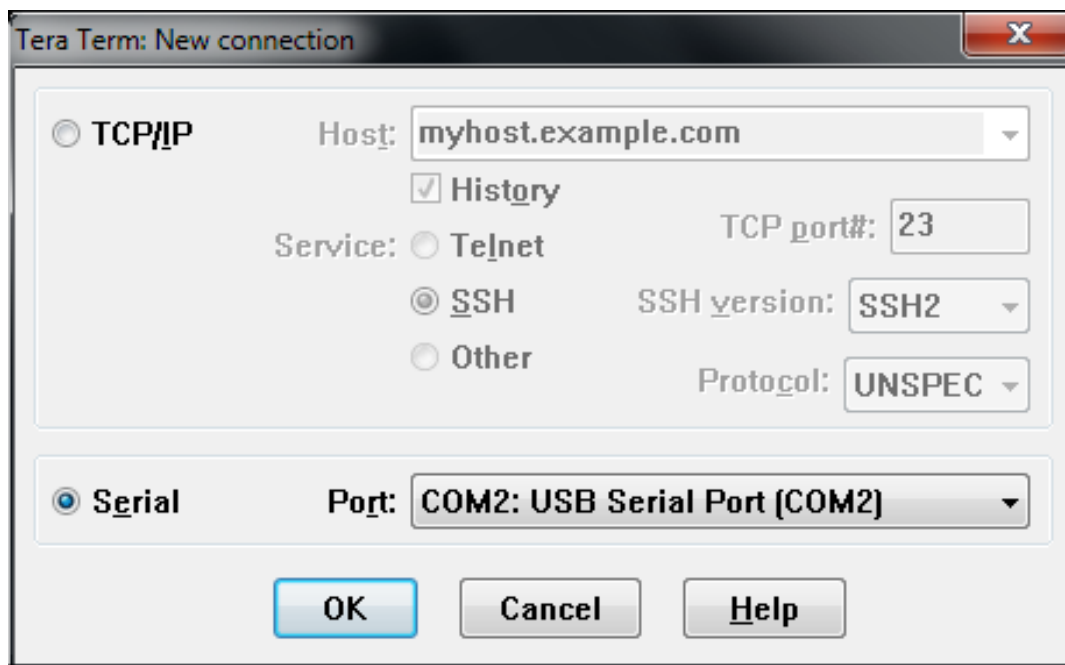 Tera Term: New connection
x
TCP/IP Host: myhost.example.com
History
TCP port#: 23
Service: Telnet
SSH SSH version: SSH2
Other
Protocol: UNSPEC
Serial Port: COM2: USB Serial Port (COM2)
OK Cancel Help